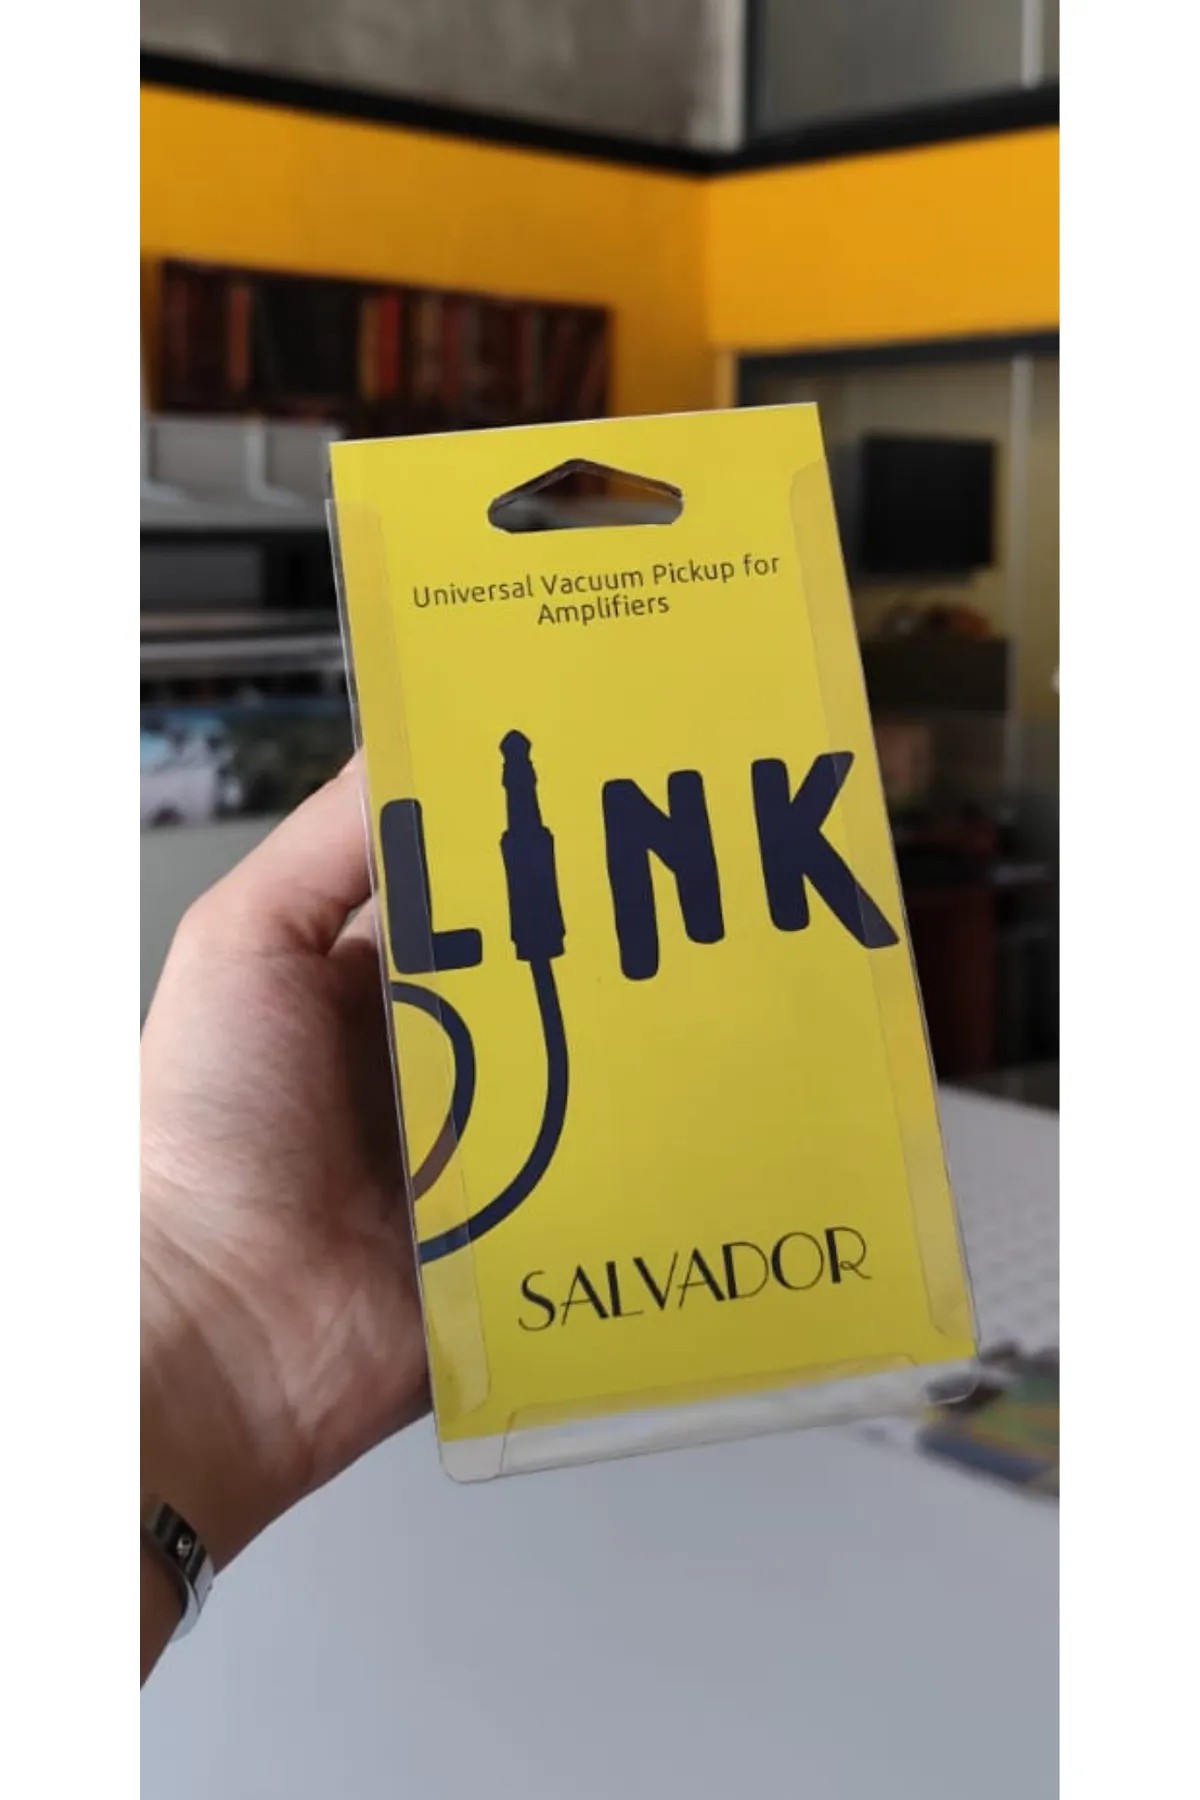 Universal Vacuum Pickup for
Amplifiers
LINK
SALVADOR